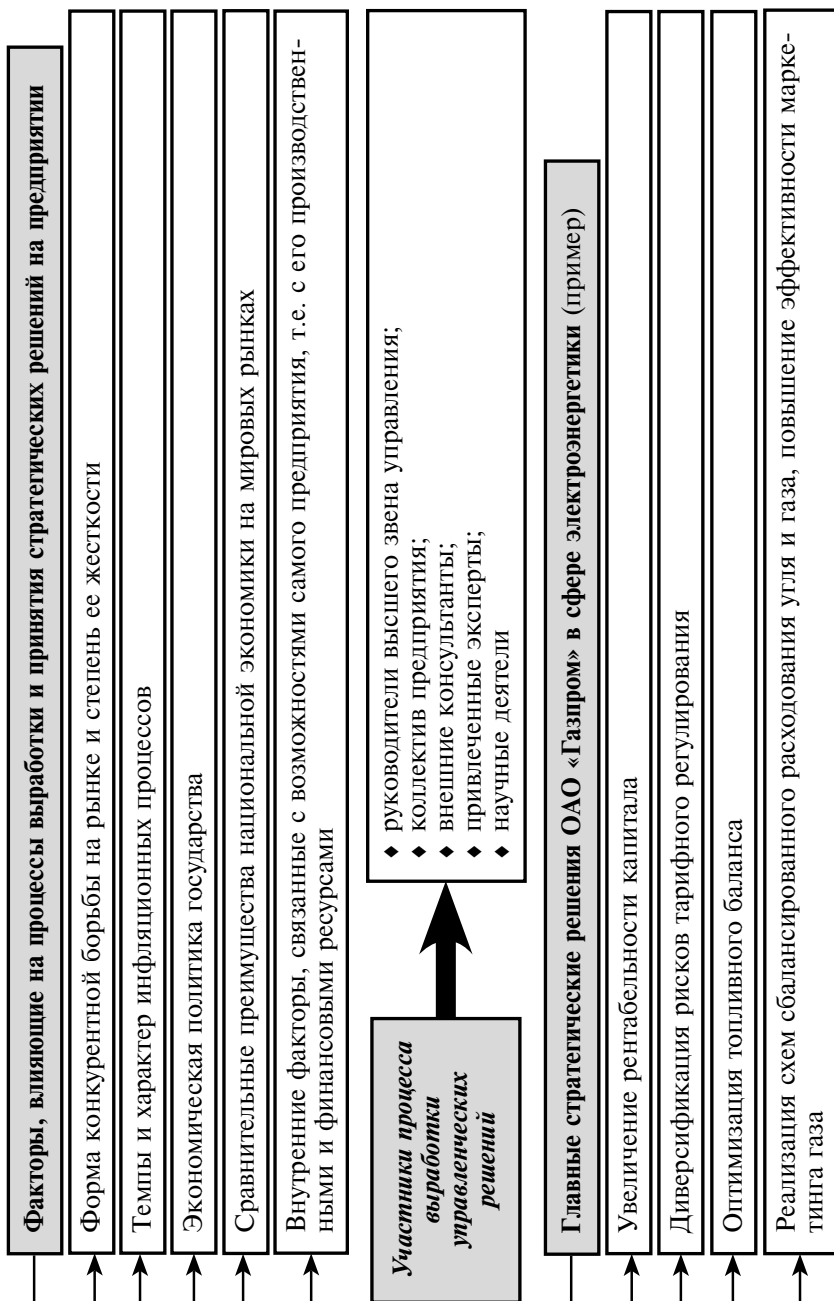 Факторы, влияющие на процессы выработки и принятия стратегических решений на предприятии
Форма конкурентной борьбы на рынке и степень ее жесткости
Темпы и характер инфляционных процессов
Экономическая политика государства
Сравнительные преимущества национальной экономики на мировых рынках
Внутренние факторы, связанные с возможностями самого предприятия, т.е. с его производствен-
ными и финансовыми ресурсами
Участники процесса
выработки
управленческих
решений
♦ руководители высшего звена управления;
♦ коллектив предприятия;
♦ внешние консультанты;
♦ привлеченные эксперты;
♦ научные деятели
Главные стратегические решения ОАО «Газпром» в сфере электроэнергетики (пример)
Увеличение рентабельности капитала
Диверсификация рисков тарифного регулирования
Оптимизация топливного баланса
Реализация схем сбалансированного расходования угля и газа, повышение эффективности марке-
тинга газа